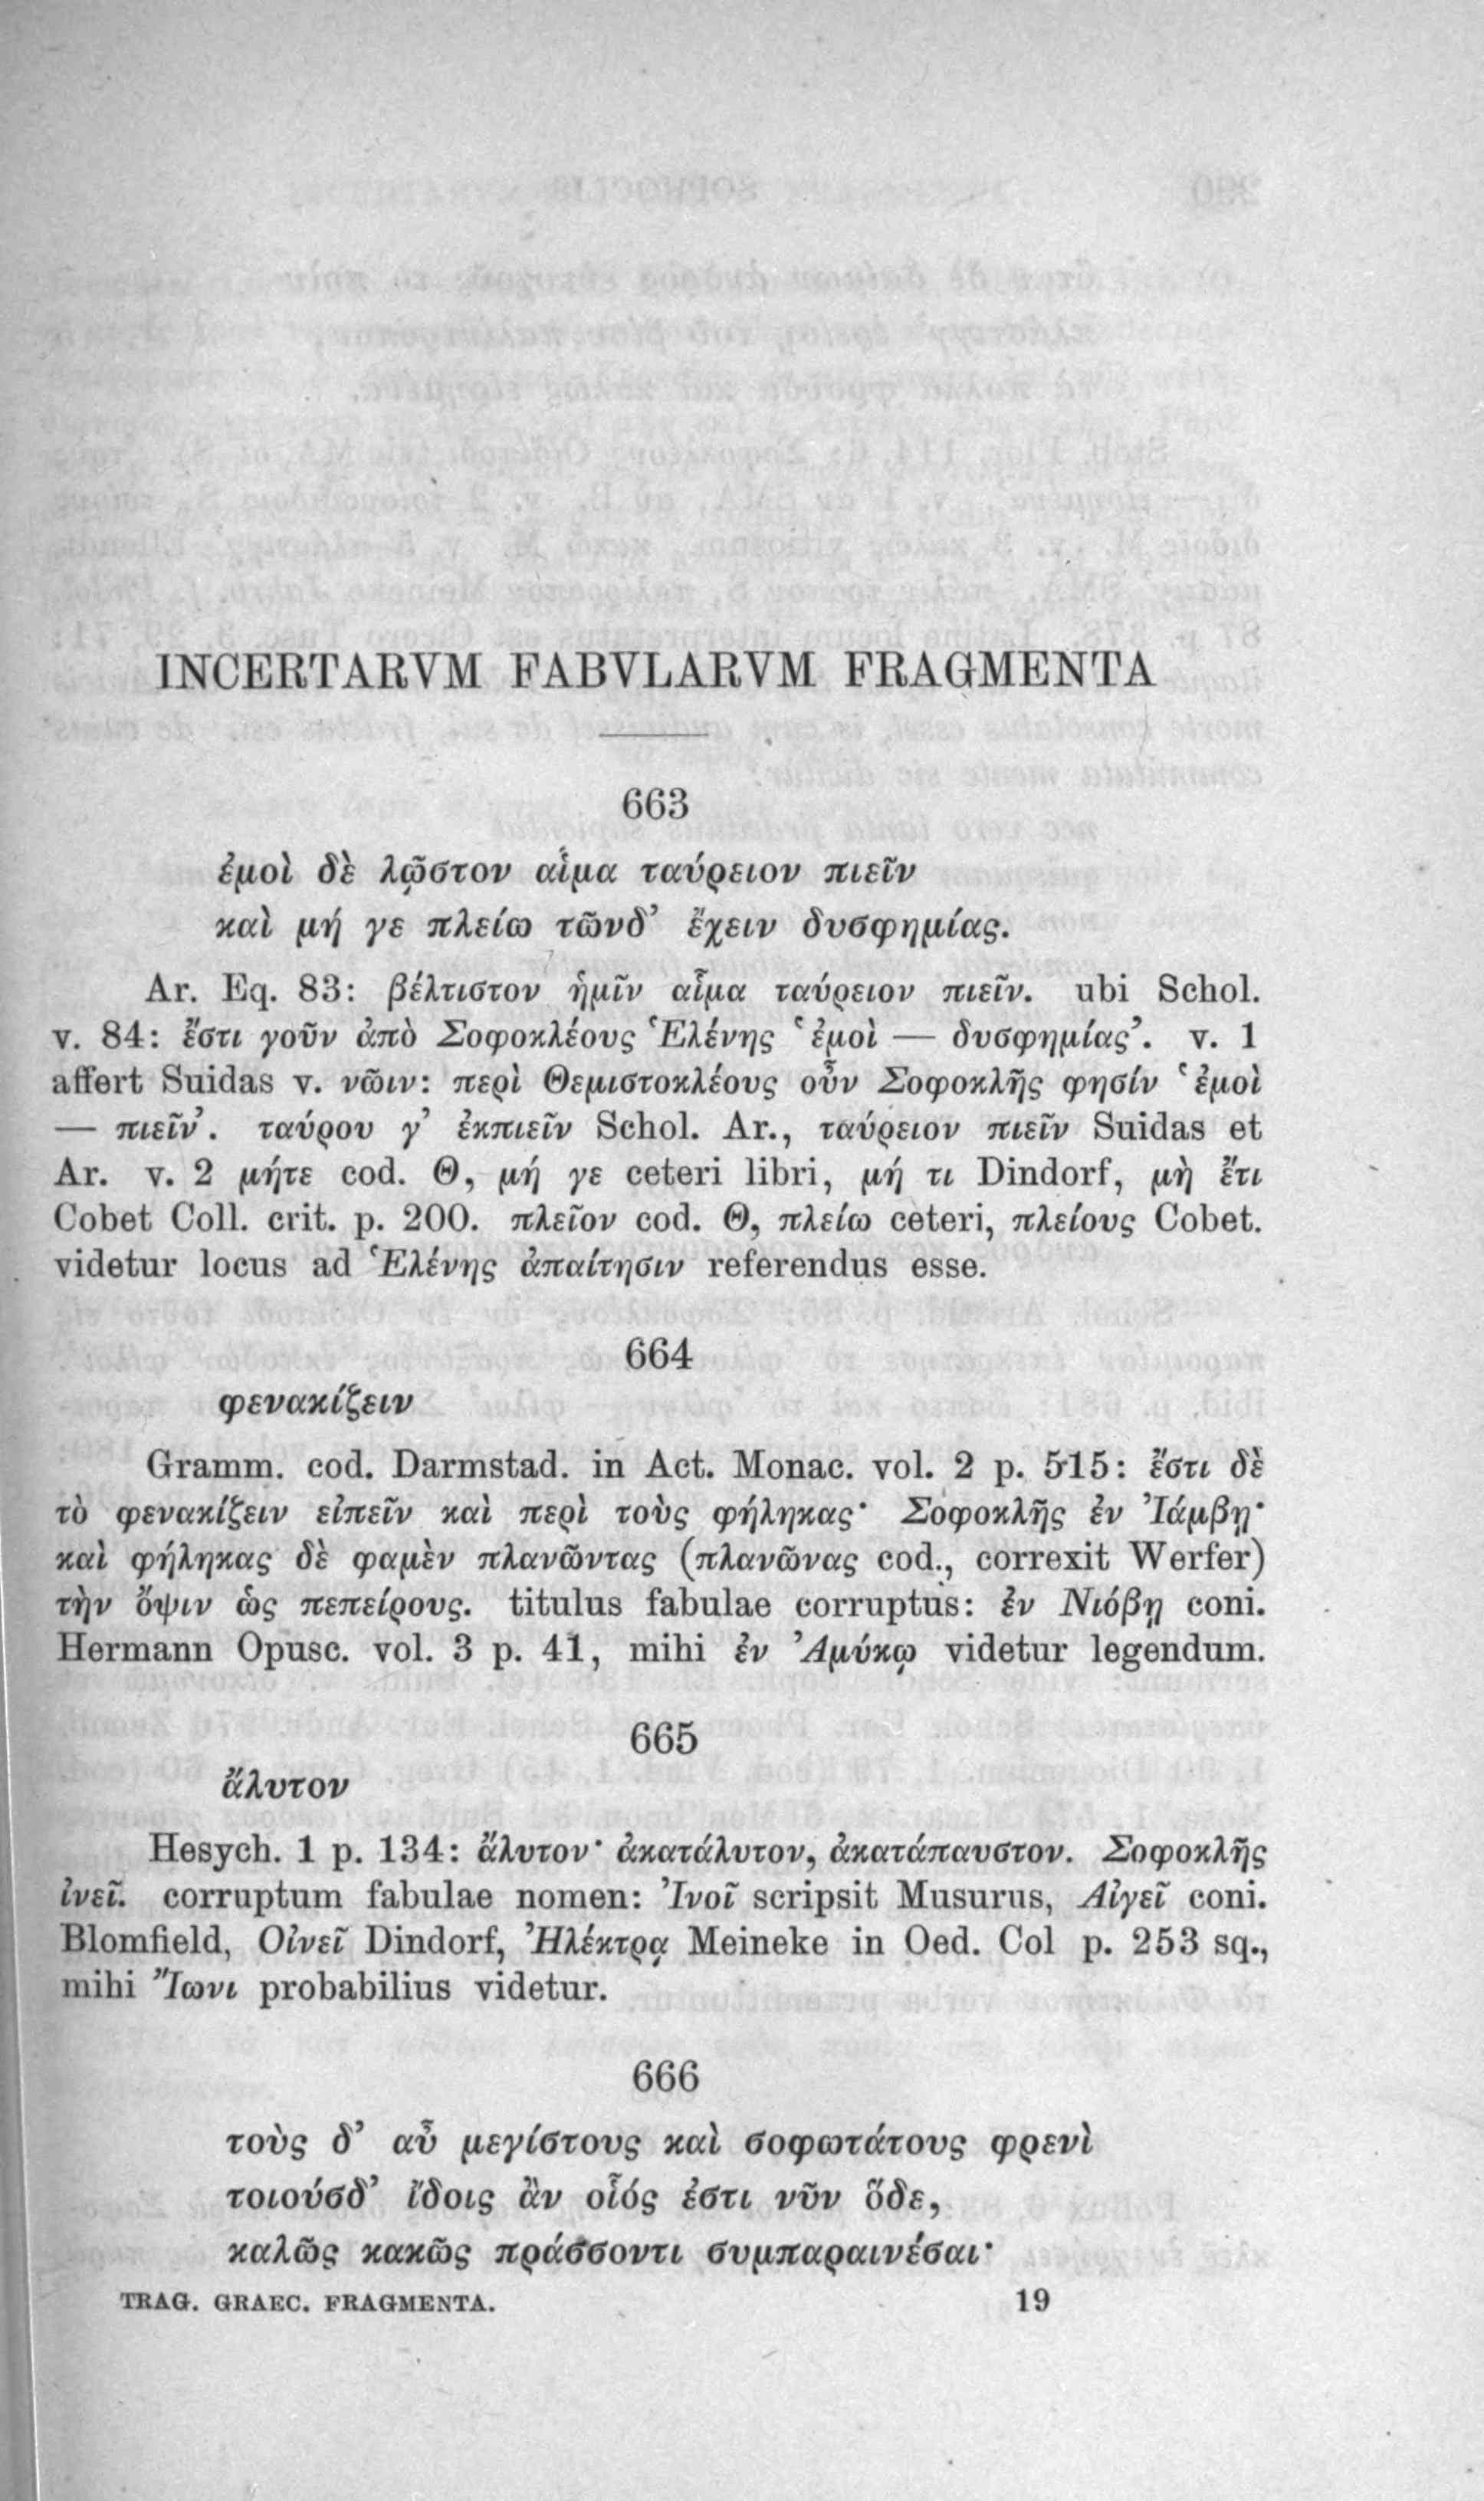 INCERTARVM FABVLARVM FRAGMENTA
663
ἐμοὶ δὲ λῷστον αἷμα ταύρειον πιεῖν
καὶ μή γε πλείω τῶνδ’ ἔχειν δυσφημίας.
Ar. Eq. 83: βέλτιστον ἡμῖν αἷμα ταύρειον πιεῖν. ubi Schol.
v. 84: ἔστι γοῦν ἀπὸ Σοφοκλέους Ἑλένης ‘ἐμοὶ — δυσφημίας’. v. 1
affert Suidas v. νῶιν: περὶ Θεμιστοκλέους οὖν Σοφοκλῆς φησίν ‘ἐμοὶ
— πιεῖν’. ταύρου γ’ ἐκπιεῖν Schol. Ar., ταύρειον πιεῖν Suidas et
Ar. v. 2 μήτε cod. Θ, μή γε ceteri libri, μή τι Dindorf, μὴ ἔτι
Cobet Coll. crit. p. 200. πλεῖον cod. Θ, πλείω ceteri, πλείους Cobet.
videtur locus ad Ἑλένης ἀπαίτησιν referendus esse.
664
φενακίζειν
Gramm. cod. Darmstad. in Act. Monac. vol. 2 p. 515: ἔστι δὲ
τὸ φενακίζειν εἰπεῖν καὶ περὶ τοὺς φήληκας· Σοφοκλῆς ἐν Ἰάμβῃ·
καὶ φήληκας δὲ φαμὲν πλανῶντας (πλανῶνας cod., correxit Werfer)
τὴν ὄψιν ὡς πεπείρους. titulus fabulae corruptus: ἐν Νιόβῃ coni.
Hermann Opusc. vol. 3 p. 41, mihi ἐν Ἀμύκῳ videtur legendum.
665
ἄλυτον
Hesych. 1 p. 134: ἄλυτον· ἀκατάλυτον, ἀκατάπαυστον. Σοφοκλῆς
ἰνεῖ. corruptum fabulae nomen: Ἰνοῖ scripsit Musurus, Αἰγεῖ coni.
Blomfield, Οἰνεῖ Dindorf, Ἠλέκτρᾳ Meineke in Oed. Col p. 253 sq.,
mihi Ἴωνι probabilius videtur.
666
τοὺς δ’ αὖ μεγίστους καὶ σοφωτάτους φρενὶ
τοιούσδ’ ἴδοις ἂν οἷός ἐστι νῦν ὅδε,
καλῶς κακῶς πράσσοντι συμπαραινέσαι·
TRAG. GRAEC. FRAGMENTA. 19